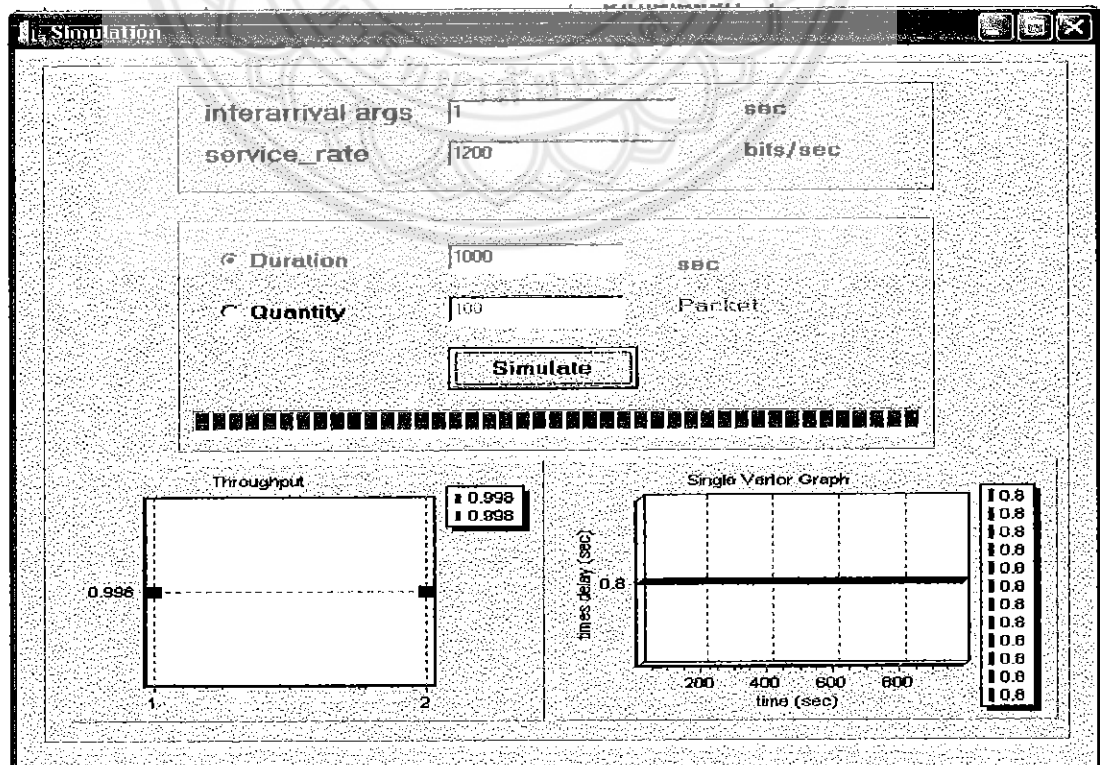 Simulation
interarrival args 1 sec
service_rate 1200 bits/sec
Duration 1000 sec
Quantity 100 Packet
Simulate
Throughput
0.998
0.998
0.998
1 2
Single Vartor Graph
times delay (sec)
0.8
200 400 600 800
time (sec)
0.8
0.8
0.8
0.8
0.8
0.8
0.8
0.8
0.8
0.8
0.8
0.8